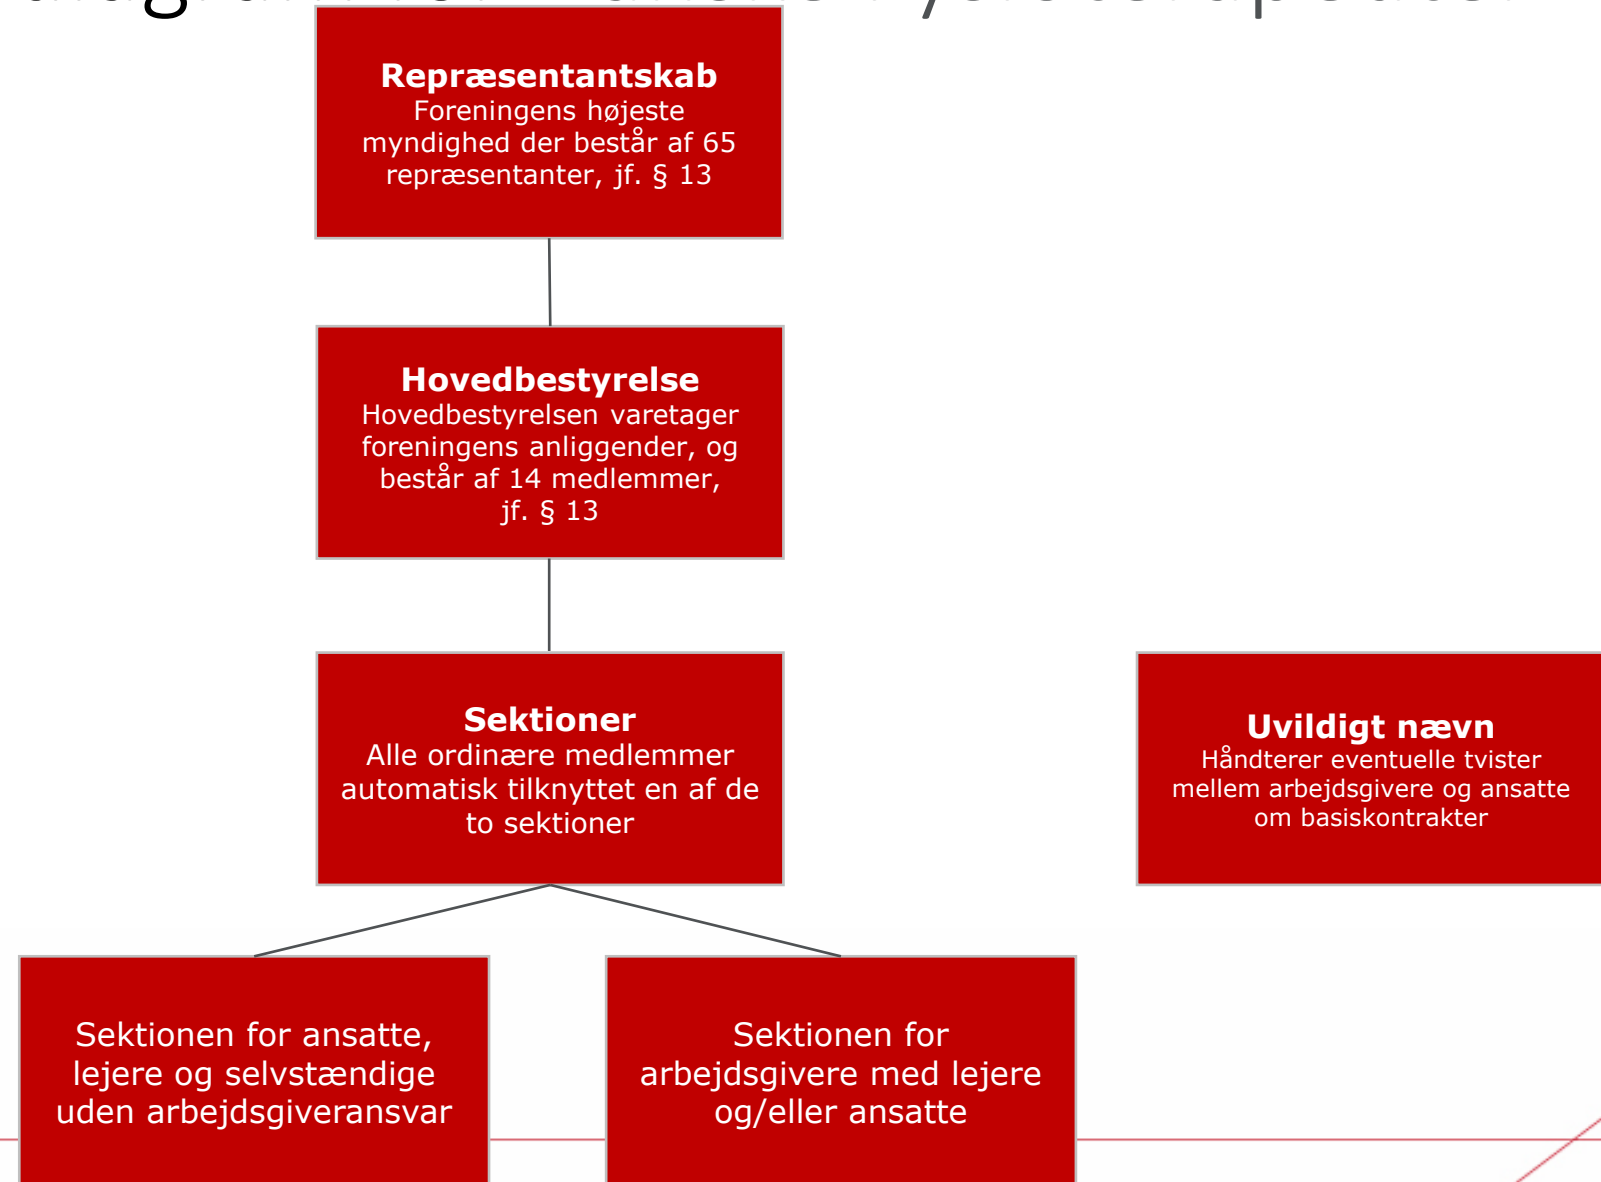 Repræsentantskab
Foreningens højeste
myndighed der består af 65
repræsentanter, jf. § 13
Hovedbestyrelse
Hovedbestyrelsen varetager
foreningens anliggender, og
består af 14 medlemmer,
jf. § 13
Sektioner
Alle ordinære medlemmer
automatisk tilknyttet en af de
to sektioner
Uvildigt nævn
Håndterer eventuelle tvister
mellem arbejdsgivere og ansatte
om basiskontrakter
Sektionen for ansatte,
lejere og selvstændige
uden arbejdsgiveransvar
Sektionen for
arbejdsgivere med lejere
og/eller ansatte